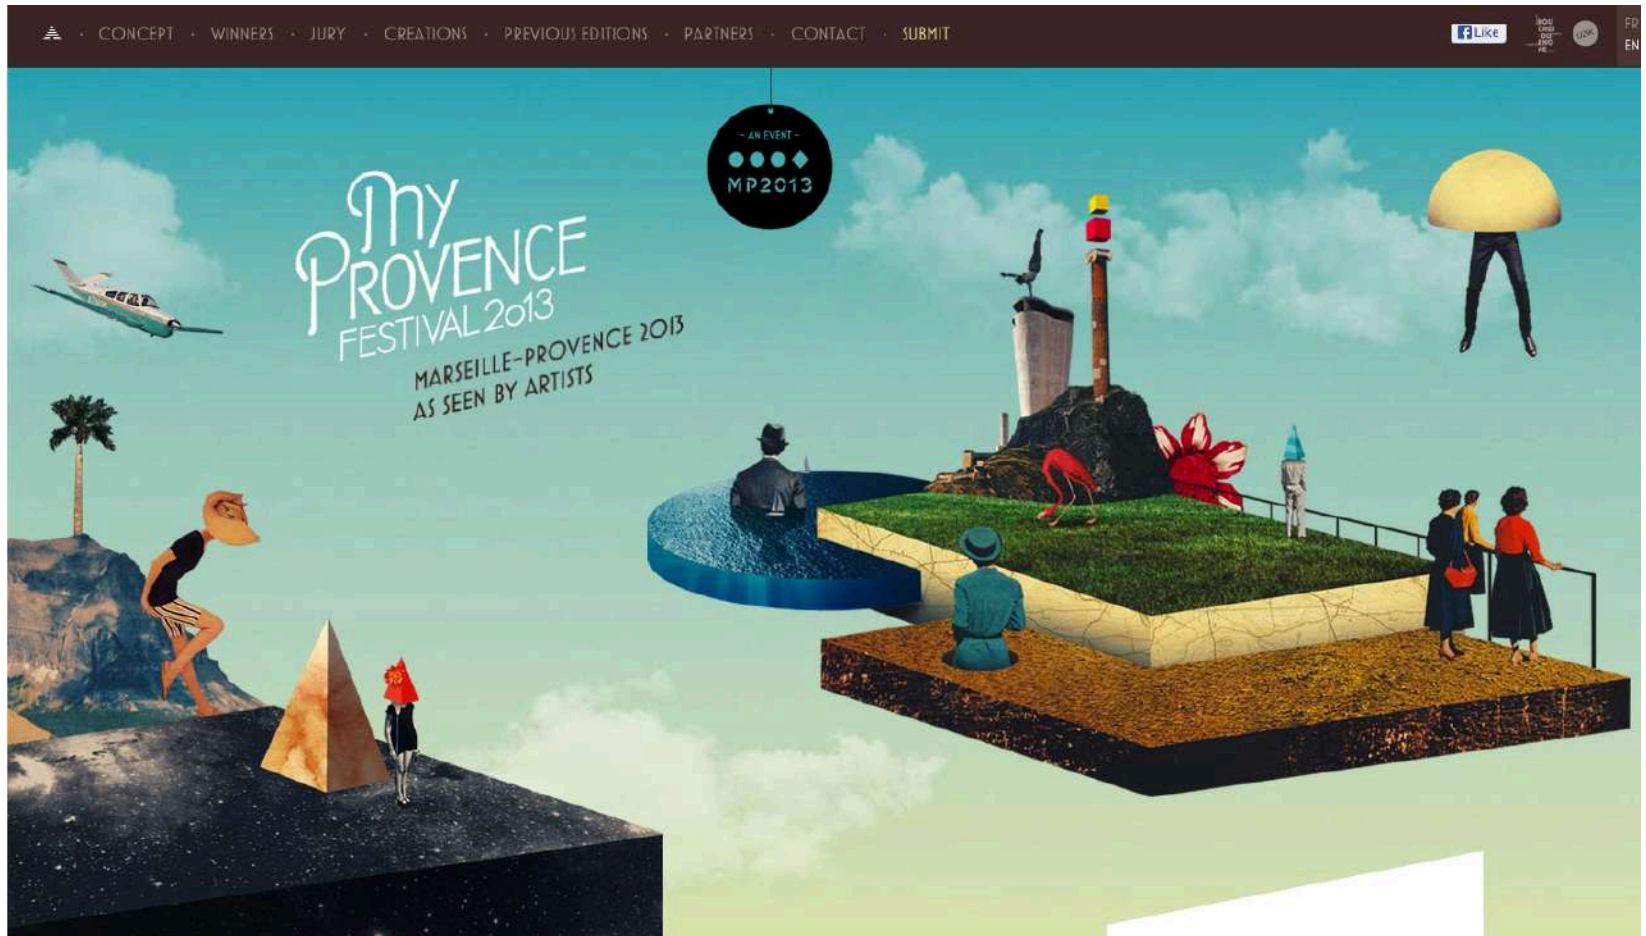 CONCEPT · WINNERS · JURY · CREATIONS · PREVIOUS EDITIONS · PARTNERS · CONTACT · SUBMIT
Like
FR
EN
- AN EVENT -
MP2013
My
PROVENCE
FESTIVAL 2013
MARSEILLE-PROVENCE 2013
AS SEEN BY ARTISTS